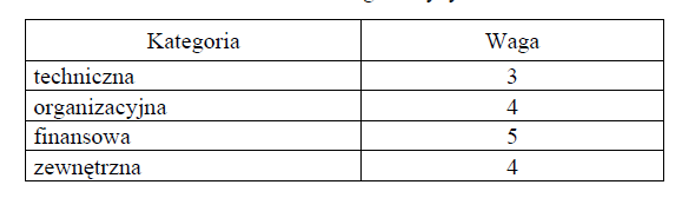 Kategoria Waga
techniczna 3
organizacyjna 4
finansowa 5
zewnętrzna 4